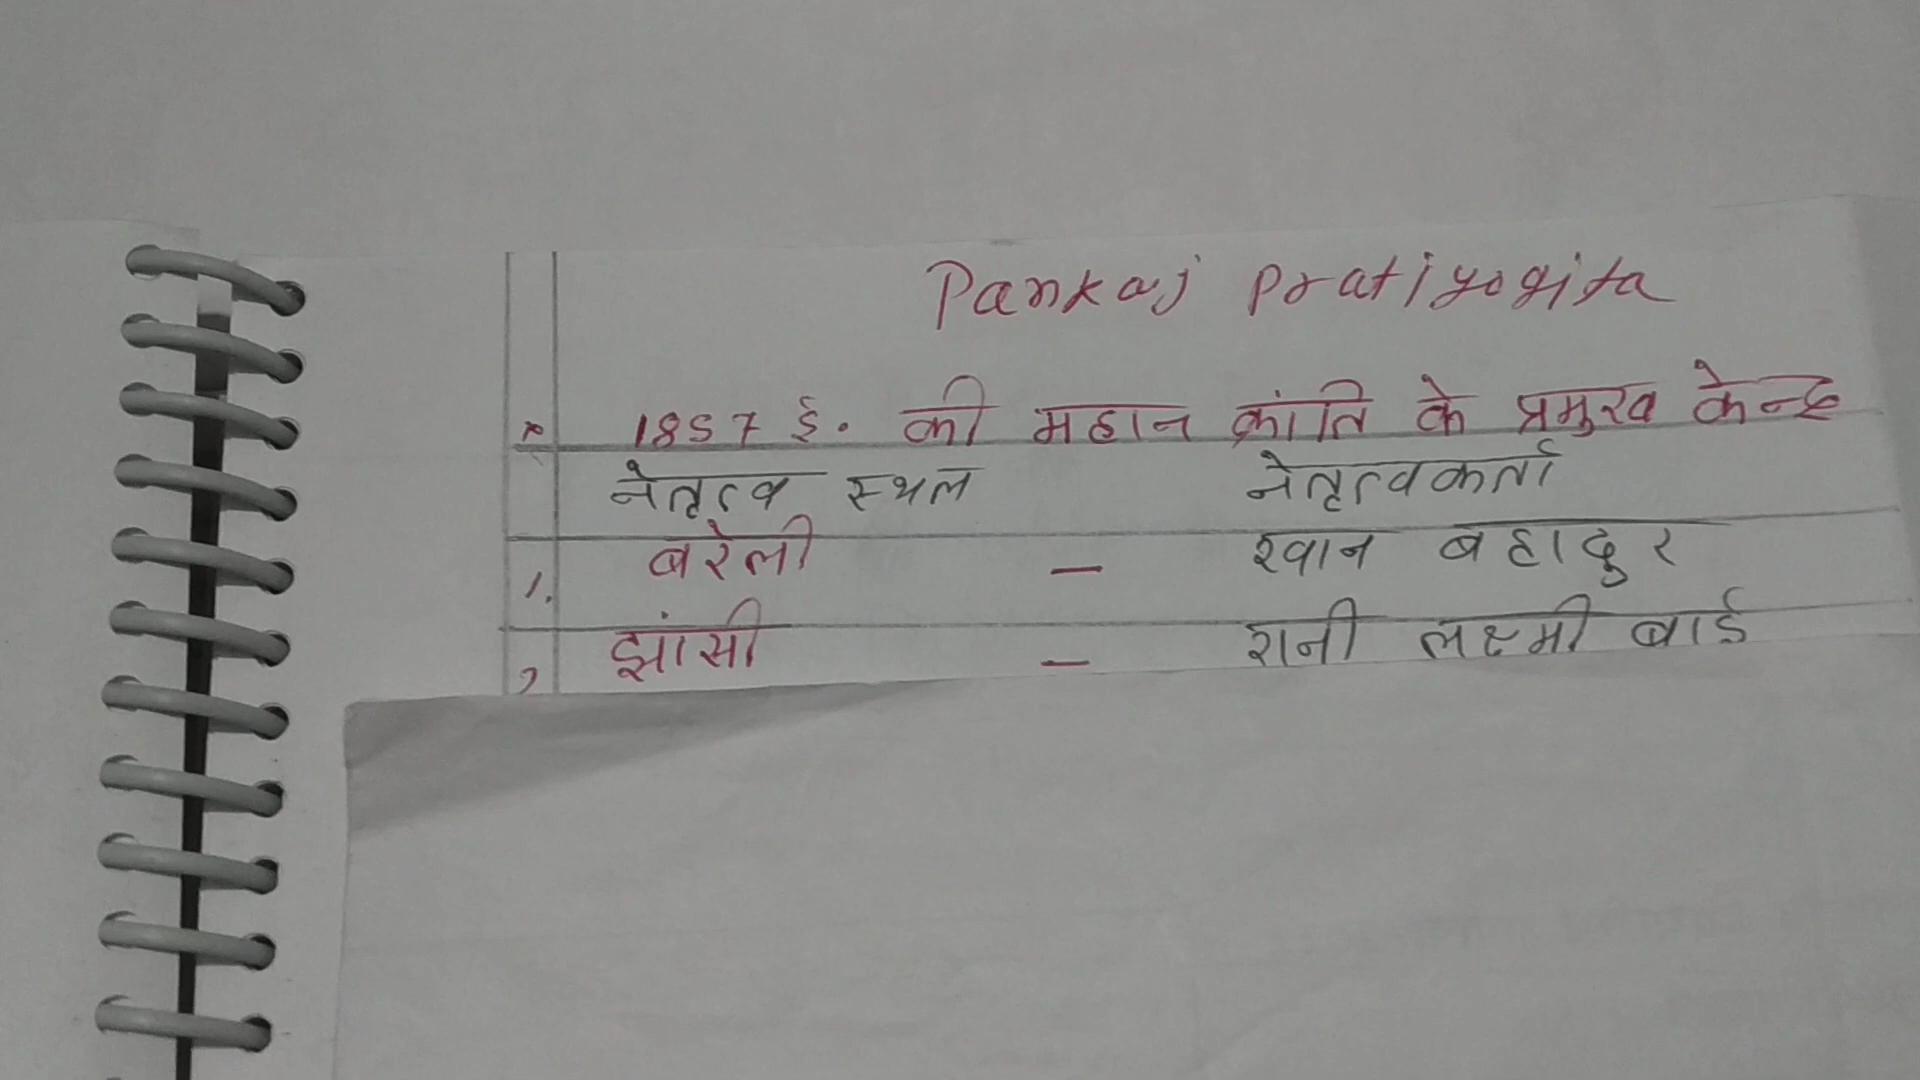 Pankaj Pratiyogita
* 1857 ई. की महान क्रांति के प्रमुख केन्द्र
नेतृत्व स्थल नेतृत्वकर्ता
1. बरेली - खान बहादुर
2 झांसी - रानी लक्ष्मी बाई